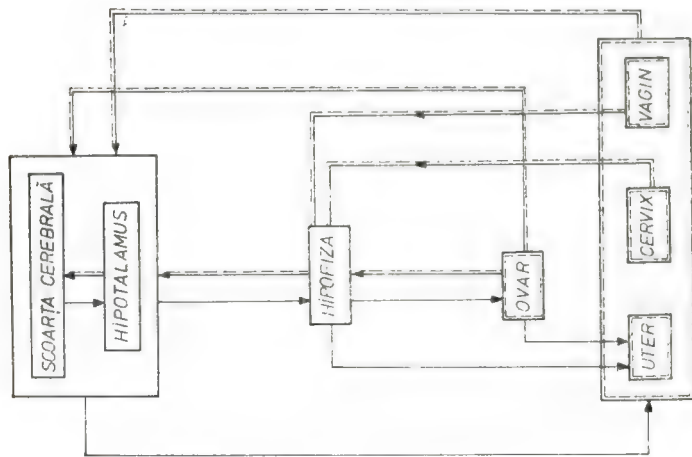 SCOARȚA CEREBRALĂ
HIPOTALAMUS
HIPOFIZA
OVAR
VAGIN
CERVIX
UTER